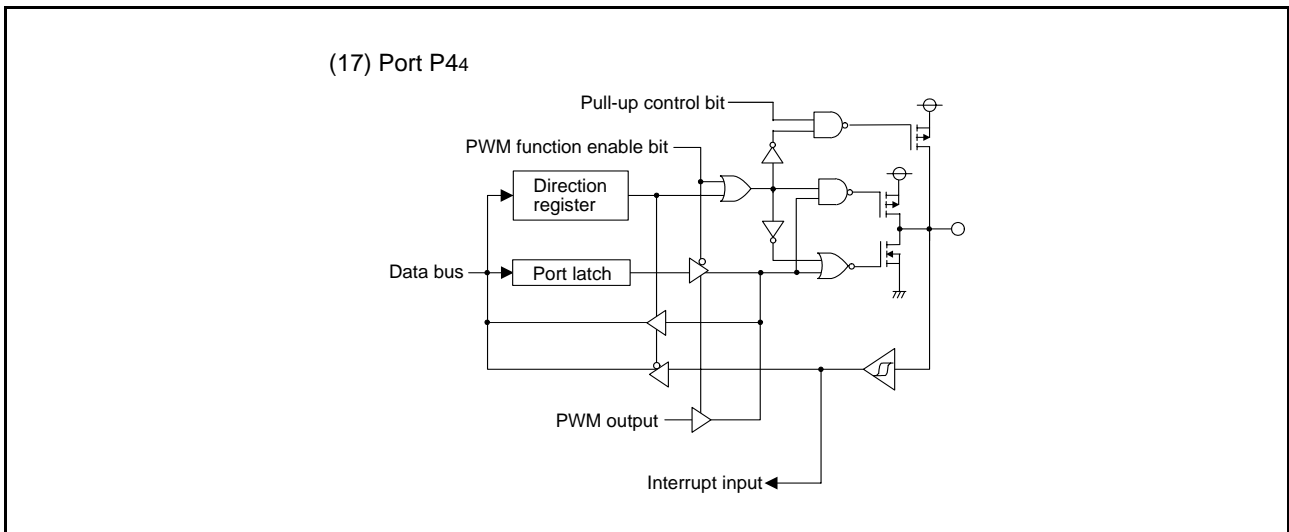 (17) Port P44
Pull-up control bit
PWM function enable bit
Direction
register
Data bus
Port latch
PWM output
Interrupt input